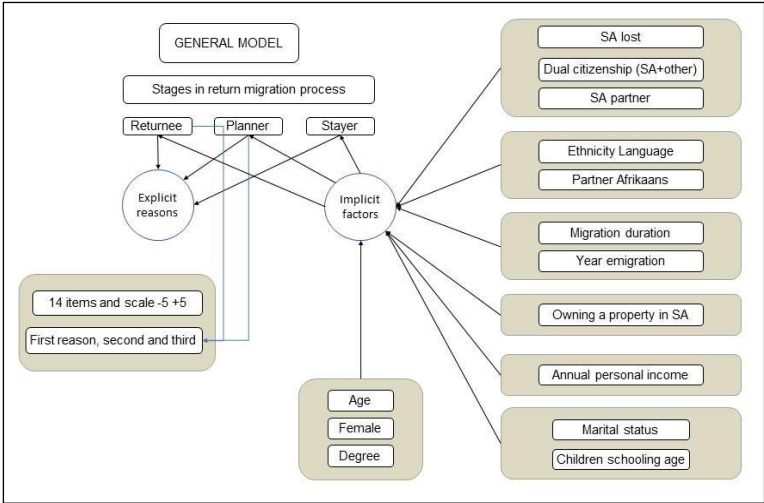 GENERAL MODEL
Stages in return migration process
Returnee
Planner
Stayer
Explicit
reasons
Implicit
factors
14 items and scale -5 +5
First reason, second and third
Age
Female
Degree
SA lost
Dual citizenship (SA+other)
SA partner
Ethnicity Language
Partner Afrikaans
Migration duration
Year emigration
Owning a property in SA
Annual personal income
Marital status
Children schooling age